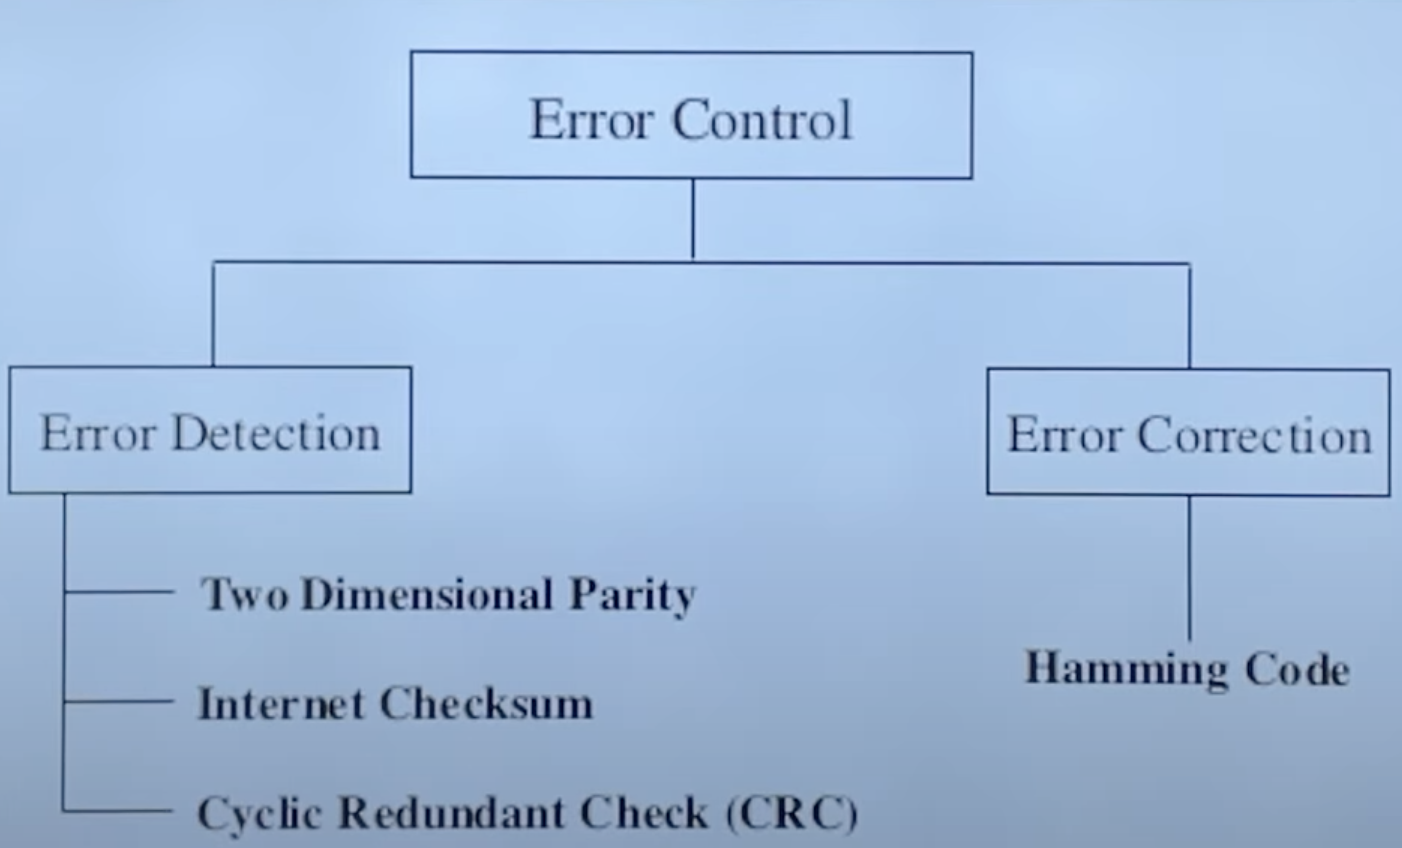 Error Control
Error Detection
Error Correction
Two Dimensional Parity
Internet Checksum
Hamming Code
Cyclic Redundant Check (CRC)